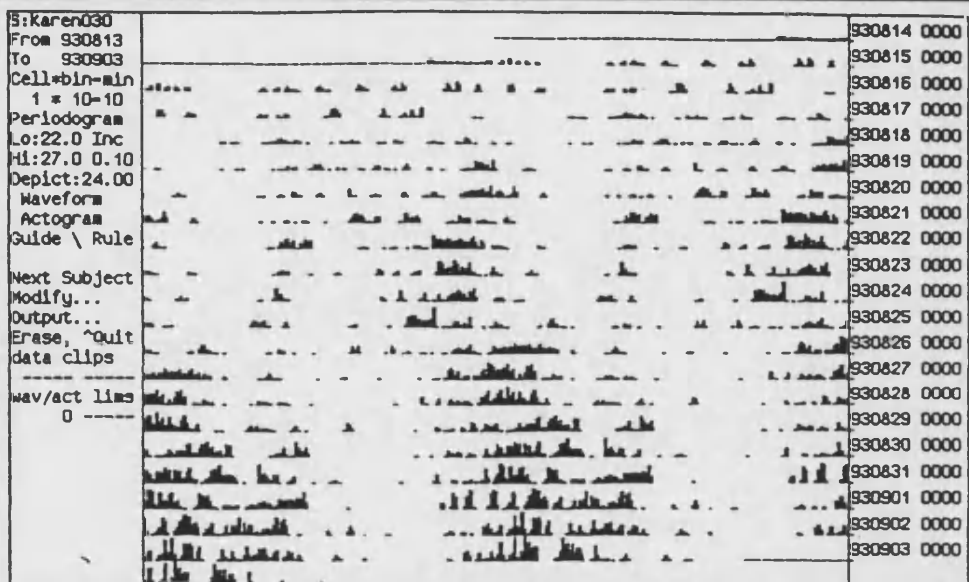 S:Karen030
From 930813
To 930903
Cell*bin-min
1 * 10-10
Periodogram
Lo:22.0 Inc
Hi:27.0 0.10
Depict:24.00
Waveform
Actogram
Guide \ Rule
Next Subject
Modify...
Output...
Erase, ^Quit
data clips
----- -----
wav/act lims
0 -----
930814 0000
930815 0000
930816 0000
930817 0000
930818 0000
930819 0000
930820 0000
930821 0000
930822 0000
930823 0000
930824 0000
930825 0000
930826 0000
930827 0000
930828 0000
930829 0000
930830 0000
930831 0000
930901 0000
930902 0000
930903 0000